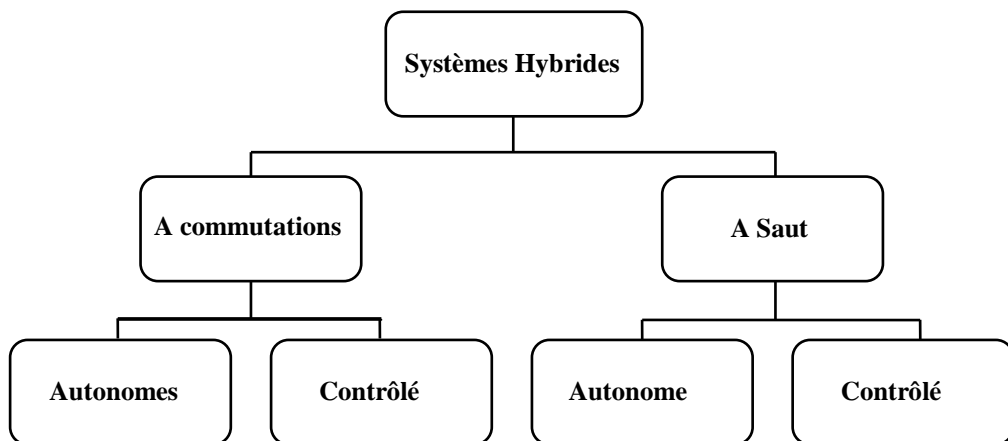 Systèmes Hybrides
A commutations
A Saut
Autonomes
Contrôlé
Autonome
Contrôlé